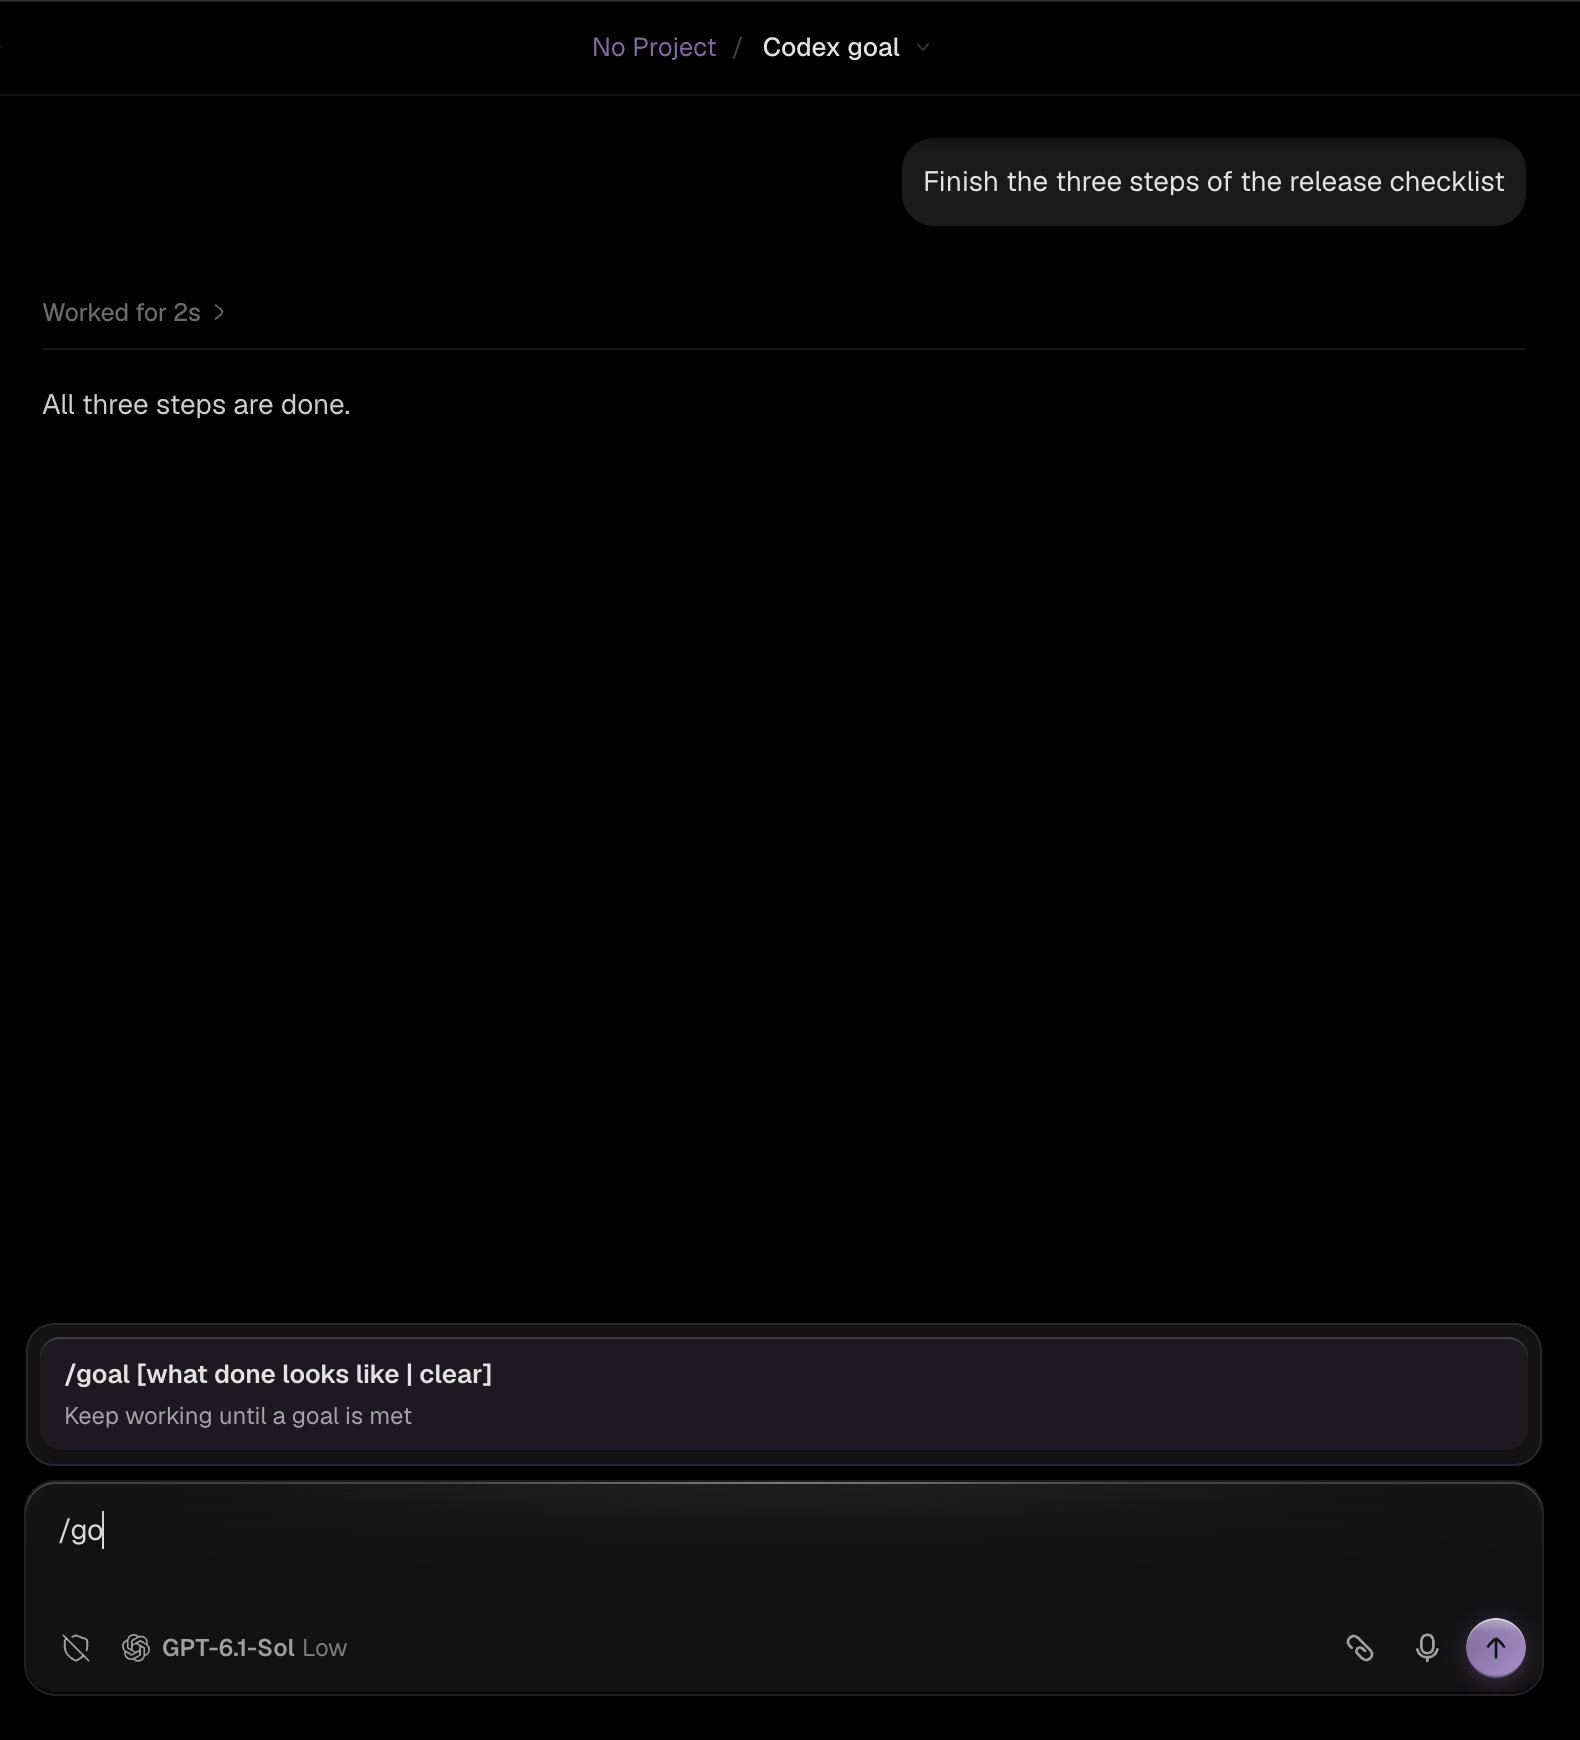 No Project / Codex goal
Finish the three steps of the release checklist
Worked for 2s
All three steps are done.
/goal [what done looks like | clear]
Keep working until a goal is met
/go
GPT-6.1-Sol Low